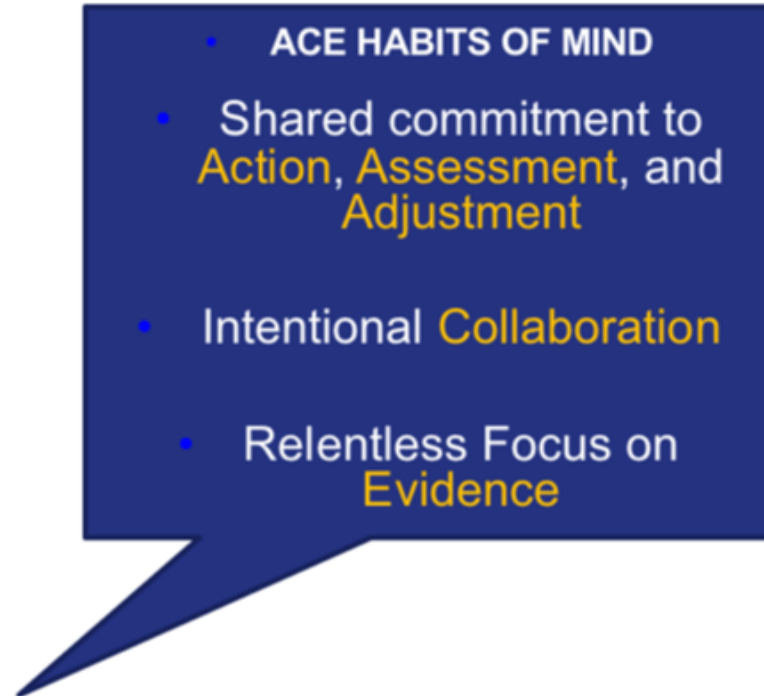 • ACE HABITS OF MIND
• Shared commitment to
Action, Assessment, and
Adjustment
• Intentional Collaboration
• Relentless Focus on
Evidence